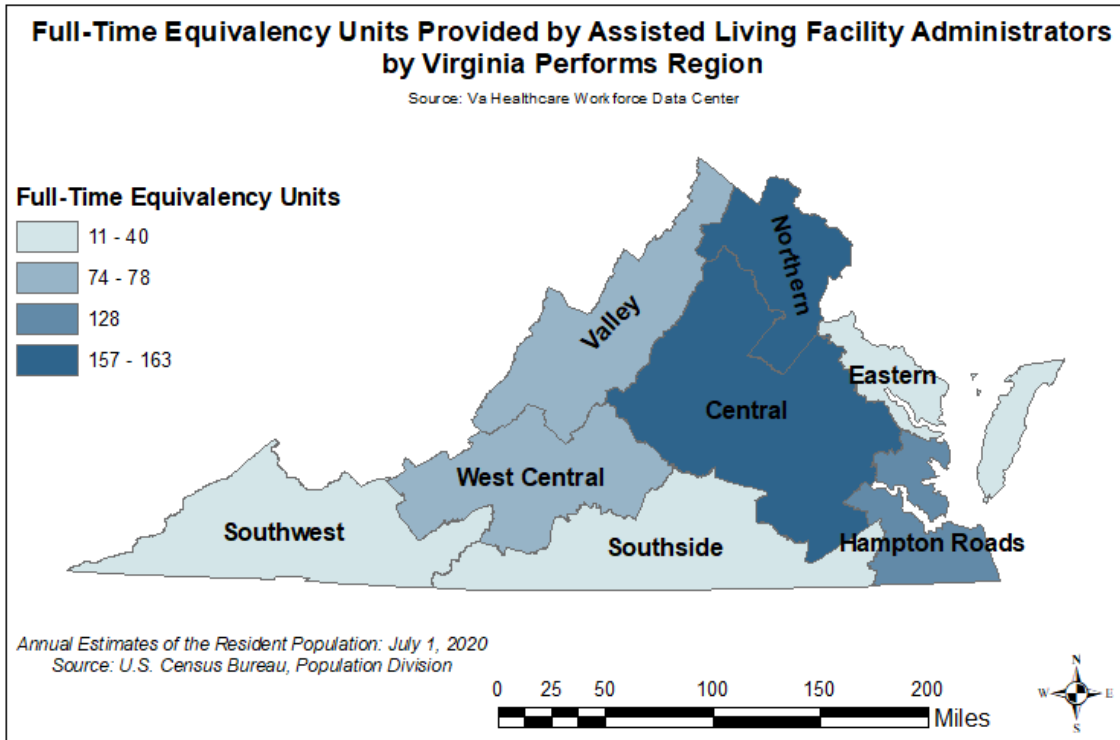 Full-Time Equivalency Units Provided by Assisted Living Facility Administrators
by Virginia Performs Region
Source: Va Healthcare Workforce Data Center
Full-Time Equivalency Units
11 - 40
74 - 78
128
157 - 163
Northern
Valley
Eastern
Central
West Central
Southwest
Southside
Hampton Roads
Annual Estimates of the Resident Population: July 1, 2020
Source: U.S. Census Bureau, Population Division
0 25 50 100 150 200
Miles
N
W E
S